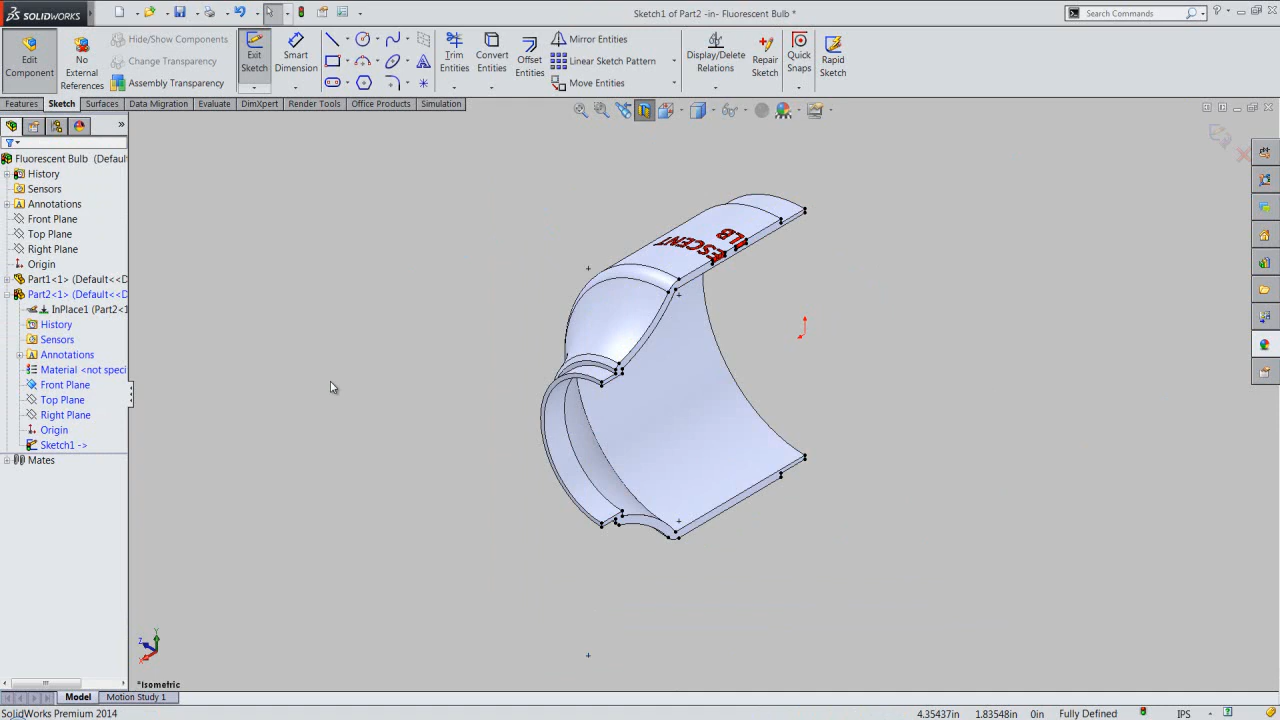 SOLIDWORKS
Sketch1 of Part2 -in- Fluorescent Bulb *
Search Commands
Edit Component
No External References
Hide/Show Components
Change Transparency
Assembly Transparency
Exit Sketch
Smart Dimension
Trim Entities
Convert Entities
Offset Entities
Mirror Entities
Linear Sketch Pattern
Move Entities
Display/Delete Relations
Repair Sketch
Quick Snaps
Rapid Sketch
Features
Sketch
Surfaces
Data Migration
Evaluate
DimXpert
Render Tools
Office Products
Simulation
Fluorescent Bulb (Defaul
History
Sensors
Annotations
Front Plane
Top Plane
Right Plane
Origin
Part1<1> (Default<<D
Part2<1> (Default<<D
InPlace1 (Part2<1
History
Sensors
Annotations
Material <not speci
Front Plane
Top Plane
Right Plane
Origin
Sketch1 ->
Mates
ESCENT
LB
Y
Z
X
*Isometric
Model
Motion Study 1
SolidWorks Premium 2014
4.35437in
1.83548in
0in
Fully Defined
IPS